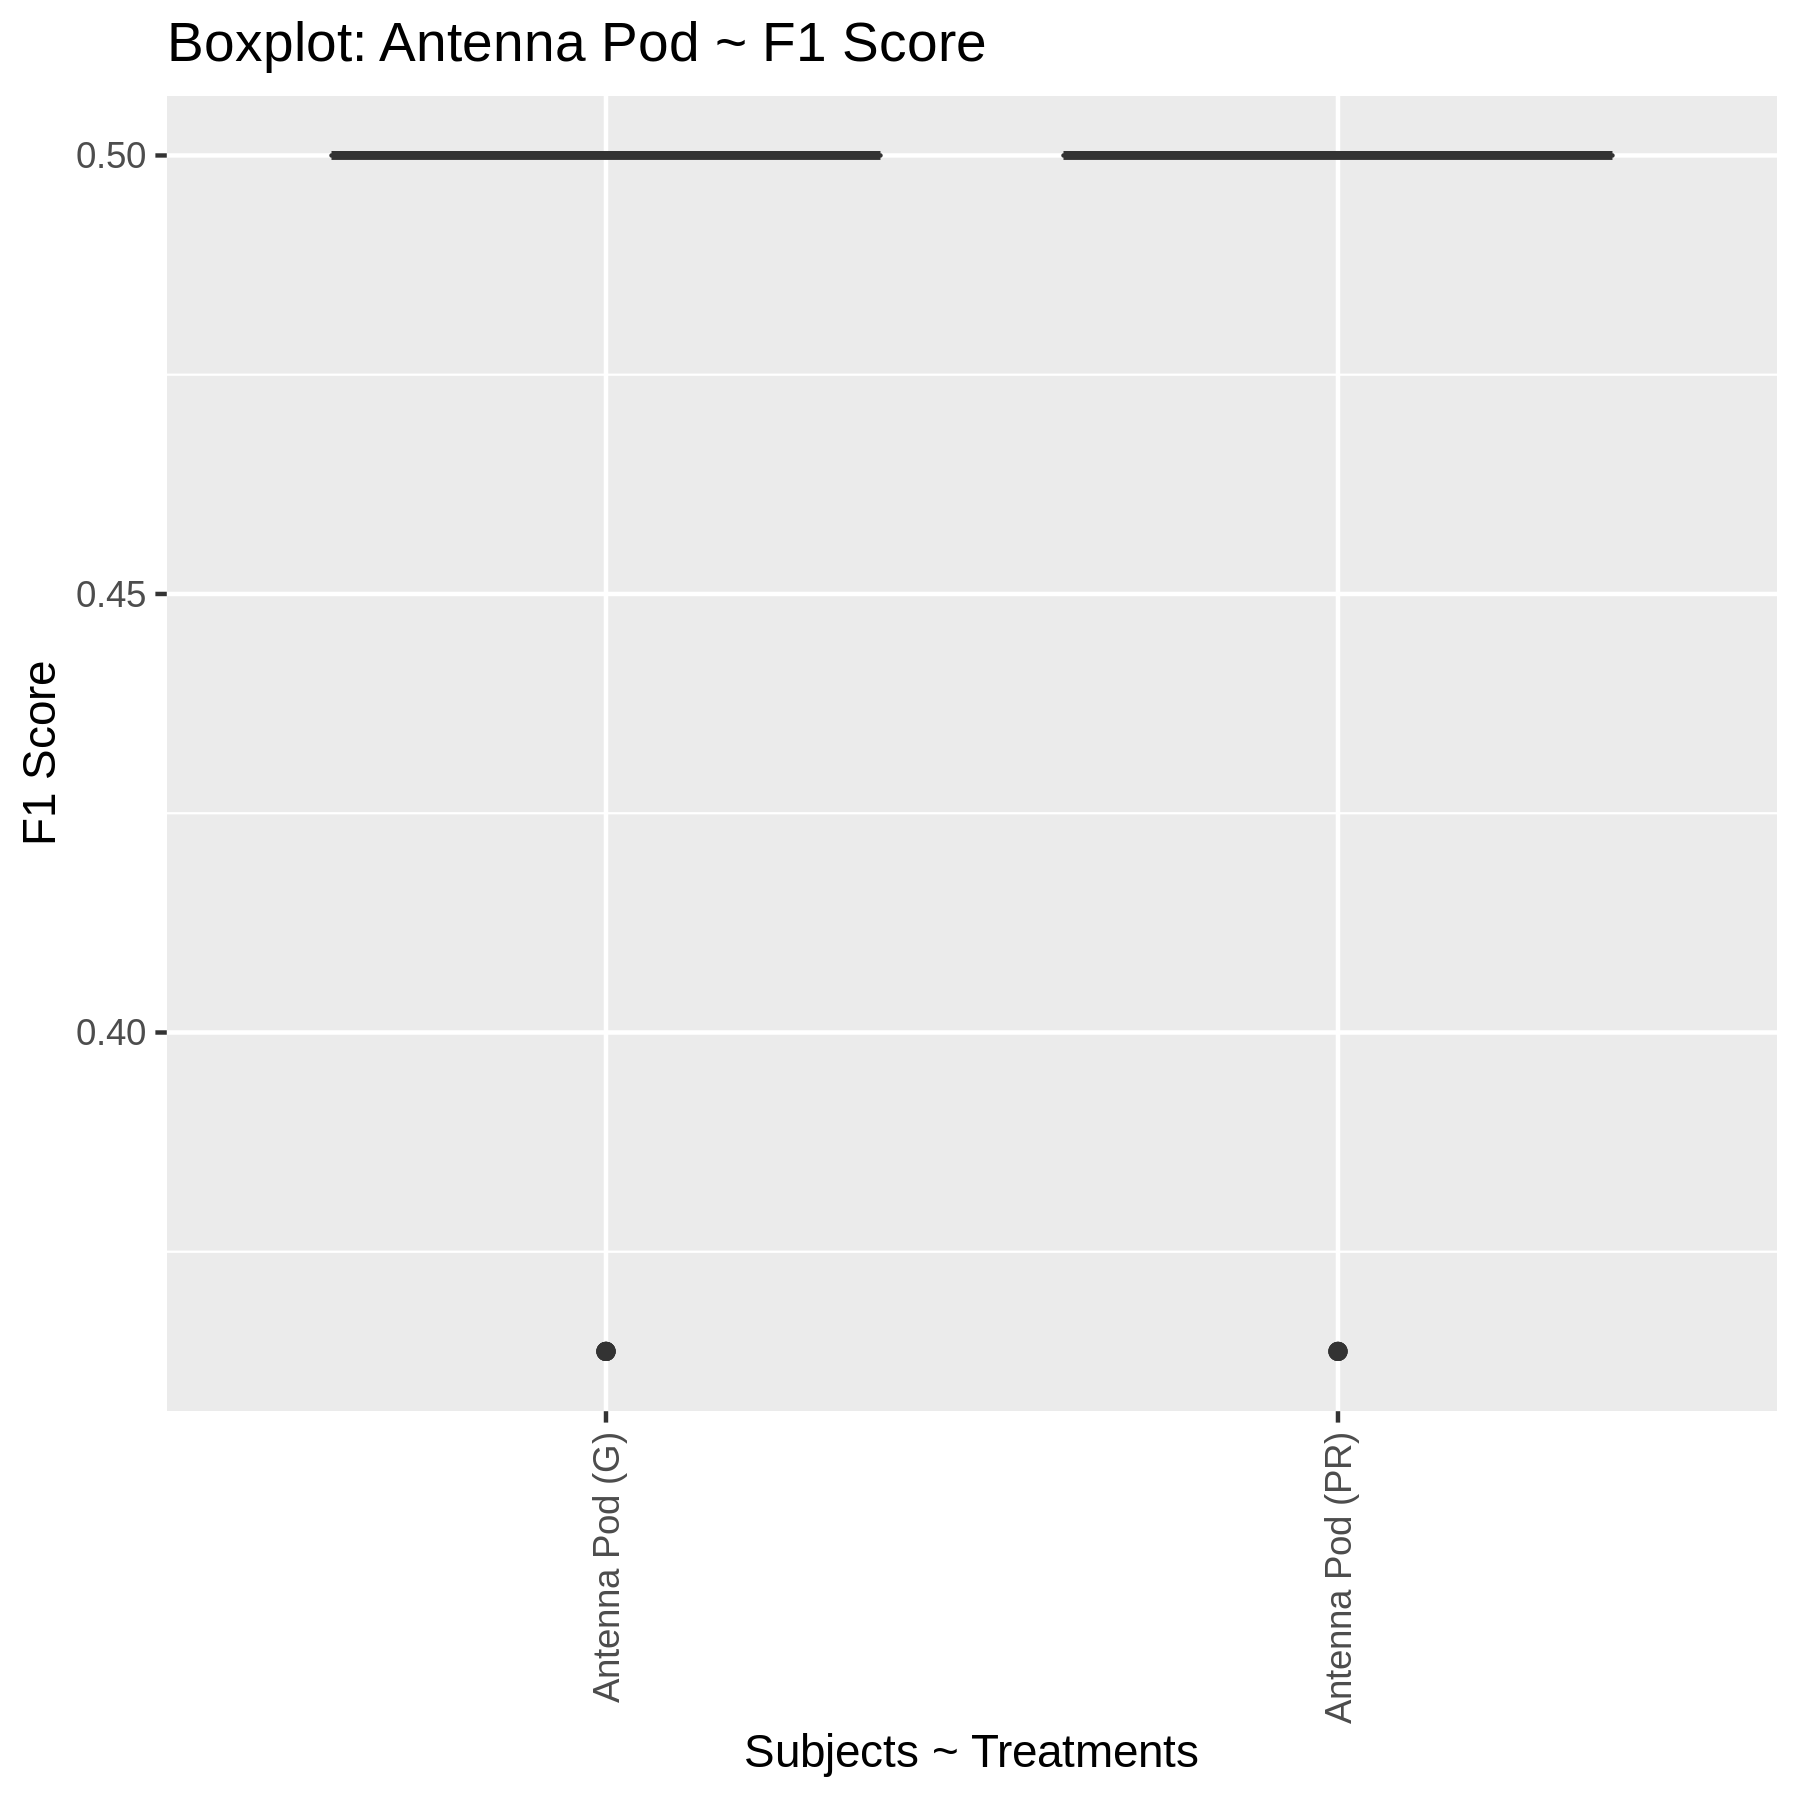 Boxplot: Antenna Pod ~ F1 Score
0.50
0.45
0.40
F1 Score
Antenna Pod (G)
Antenna Pod (PR)
Subjects ~ Treatments